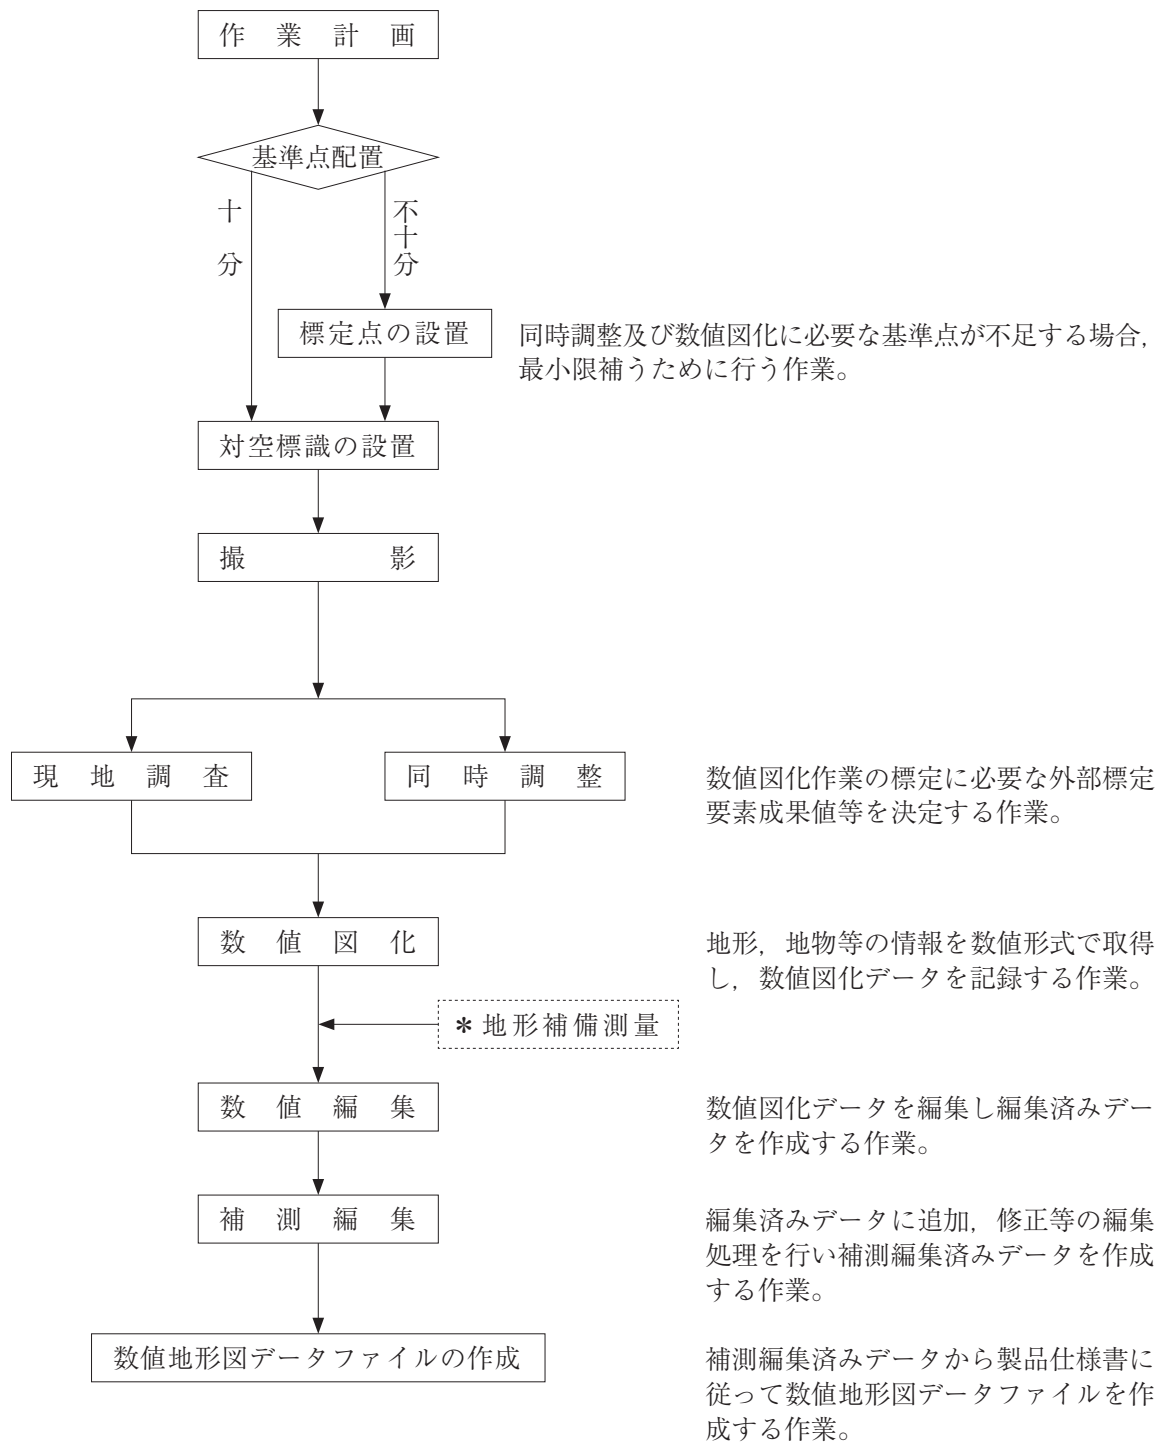 作業計画
基準点配置
十分
不十分
標定点の設置
同時調整及び数値図化に必要な基準点が不足する場合,
最小限補うために行う作業。
対空標識の設置
撮影
現地調査
同時調整
数値図化作業の標定に必要な外部標定
要素成果値等を決定する作業。
数値図化
地形，地物等の情報を数値形式で取得
し，数値図化データを記録する作業。
＊地形補備測量
数値編集
数値図化データを編集し編集済みデー
タを作成する作業。
補測編集
編集済みデータに追加，修正等の編集
処理を行い補測編集済みデータを作成
する作業。
数値地形図データファイルの作成
補測編集済みデータから製品仕様書に
従って数値地形図データファイルを作
成する作業。